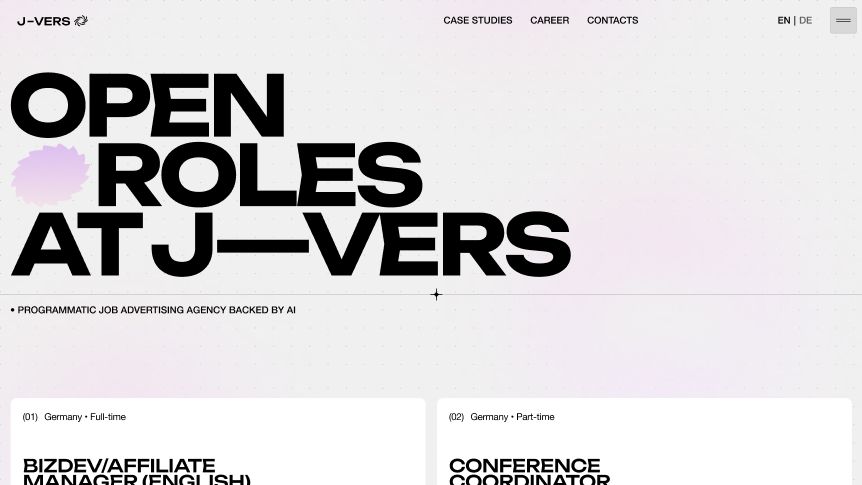 J—VERS
CASE STUDIES CAREER CONTACTS
EN | DE
OPEN
ROLES
AT J—VERS
• PROGRAMMATIC JOB ADVERTISING AGENCY BACKED BY AI
(01) Germany • Full-time
BIZDEV/AFFILIATE
MANAGER (ENGLISH)
(02) Germany • Part-time
CONFERENCE
COORDINATOR